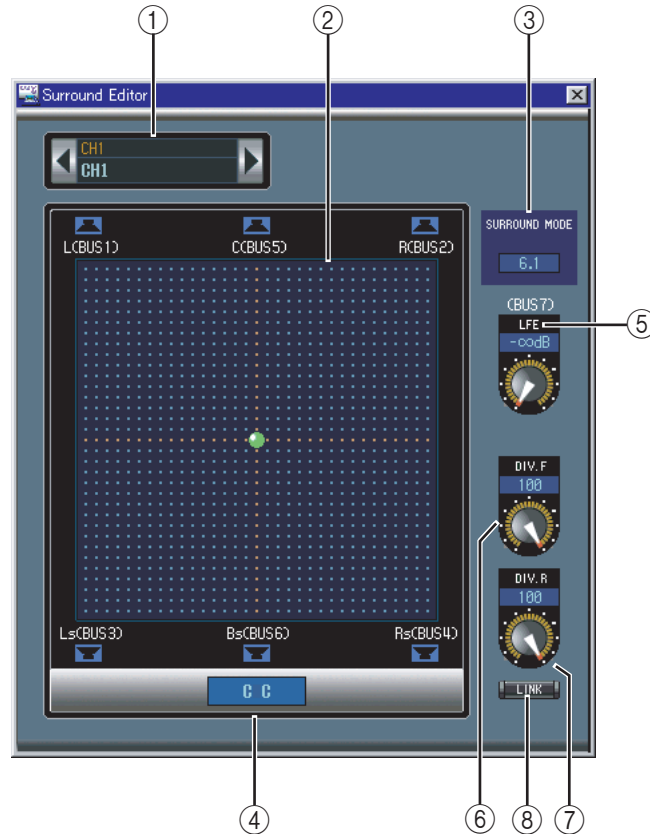 ① ② ③
Surround Editor
CH1
CH1
SURROUND MODE
6.1
L(BUS1) C(BUS5) R(BUS2)
(BUS7)
LFE
⑤
-∞dB
DIV.F
100
⑥
DIV.R
100
Ls(BUS3) Bs(BUS6) Rs(BUS4)
C C
LINK
④ ⑥ ⑧ ⑦